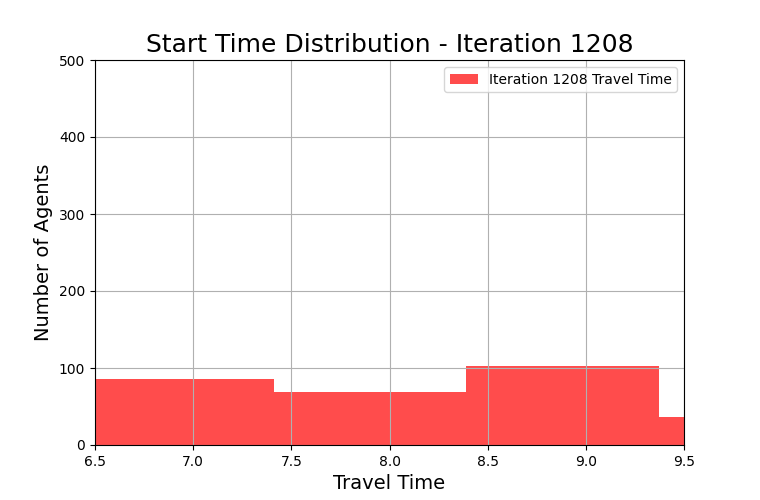 Start Time Distribution - Iteration 1208
Iteration 1208 Travel Time
Number of Agents
500
400
300
200
100
0
6.5 7.0 7.5 8.0 8.5 9.0 9.5
Travel Time